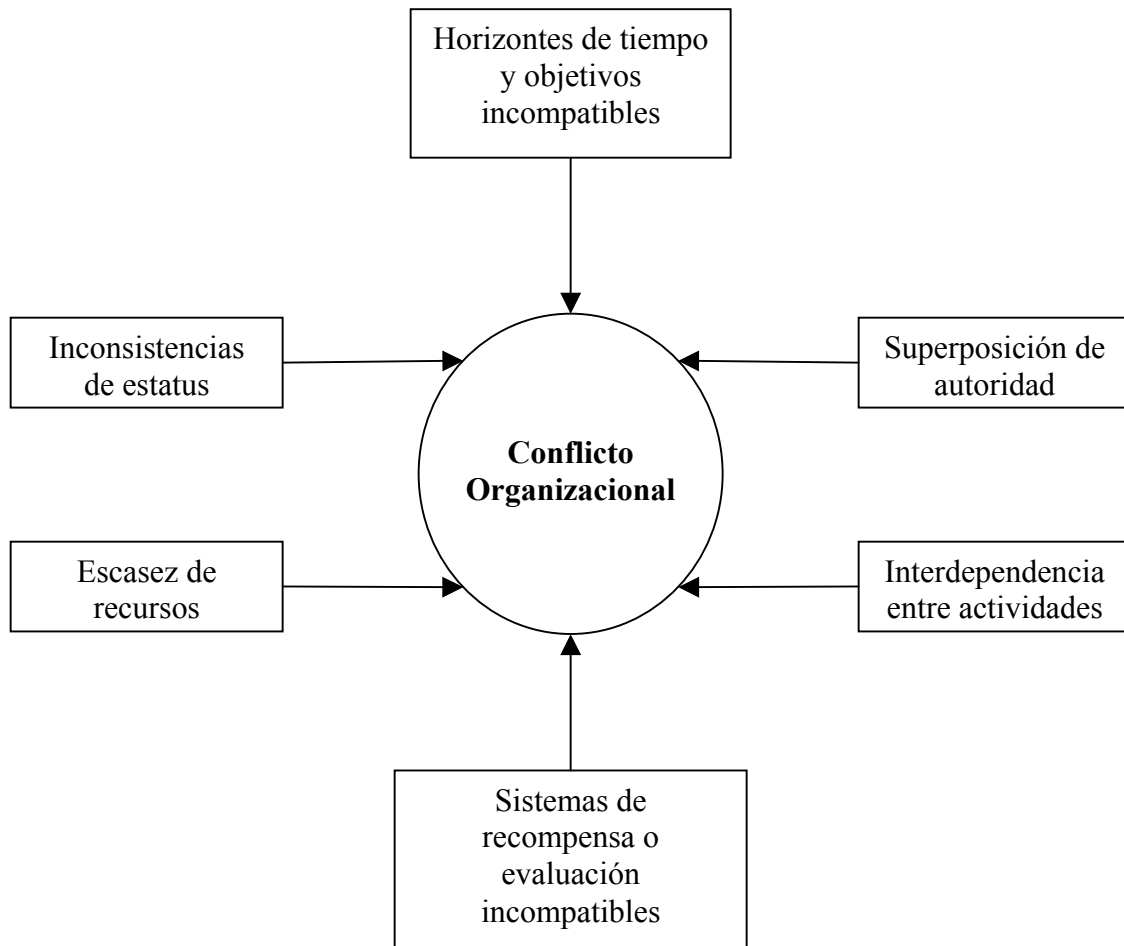 Horizontes de tiempo
y objetivos
incompatibles
Inconsistencias
de estatus
Superposición de
autoridad
Conflicto
Organizacional
Escasez de
recursos
Interdependencia
entre actividades
Sistemas de
recompensa o
evaluación
incompatibles